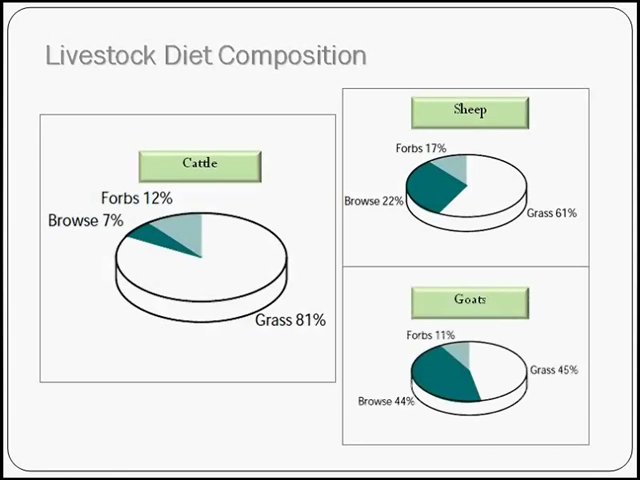 Livestock Diet Composition
Cattle
Forbs 12%
Browse 7%
Grass 81%
Sheep
Forbs 17%
Browse 22%
Grass 61%
Goats
Forbs 11%
Grass 45%
Browse 44%